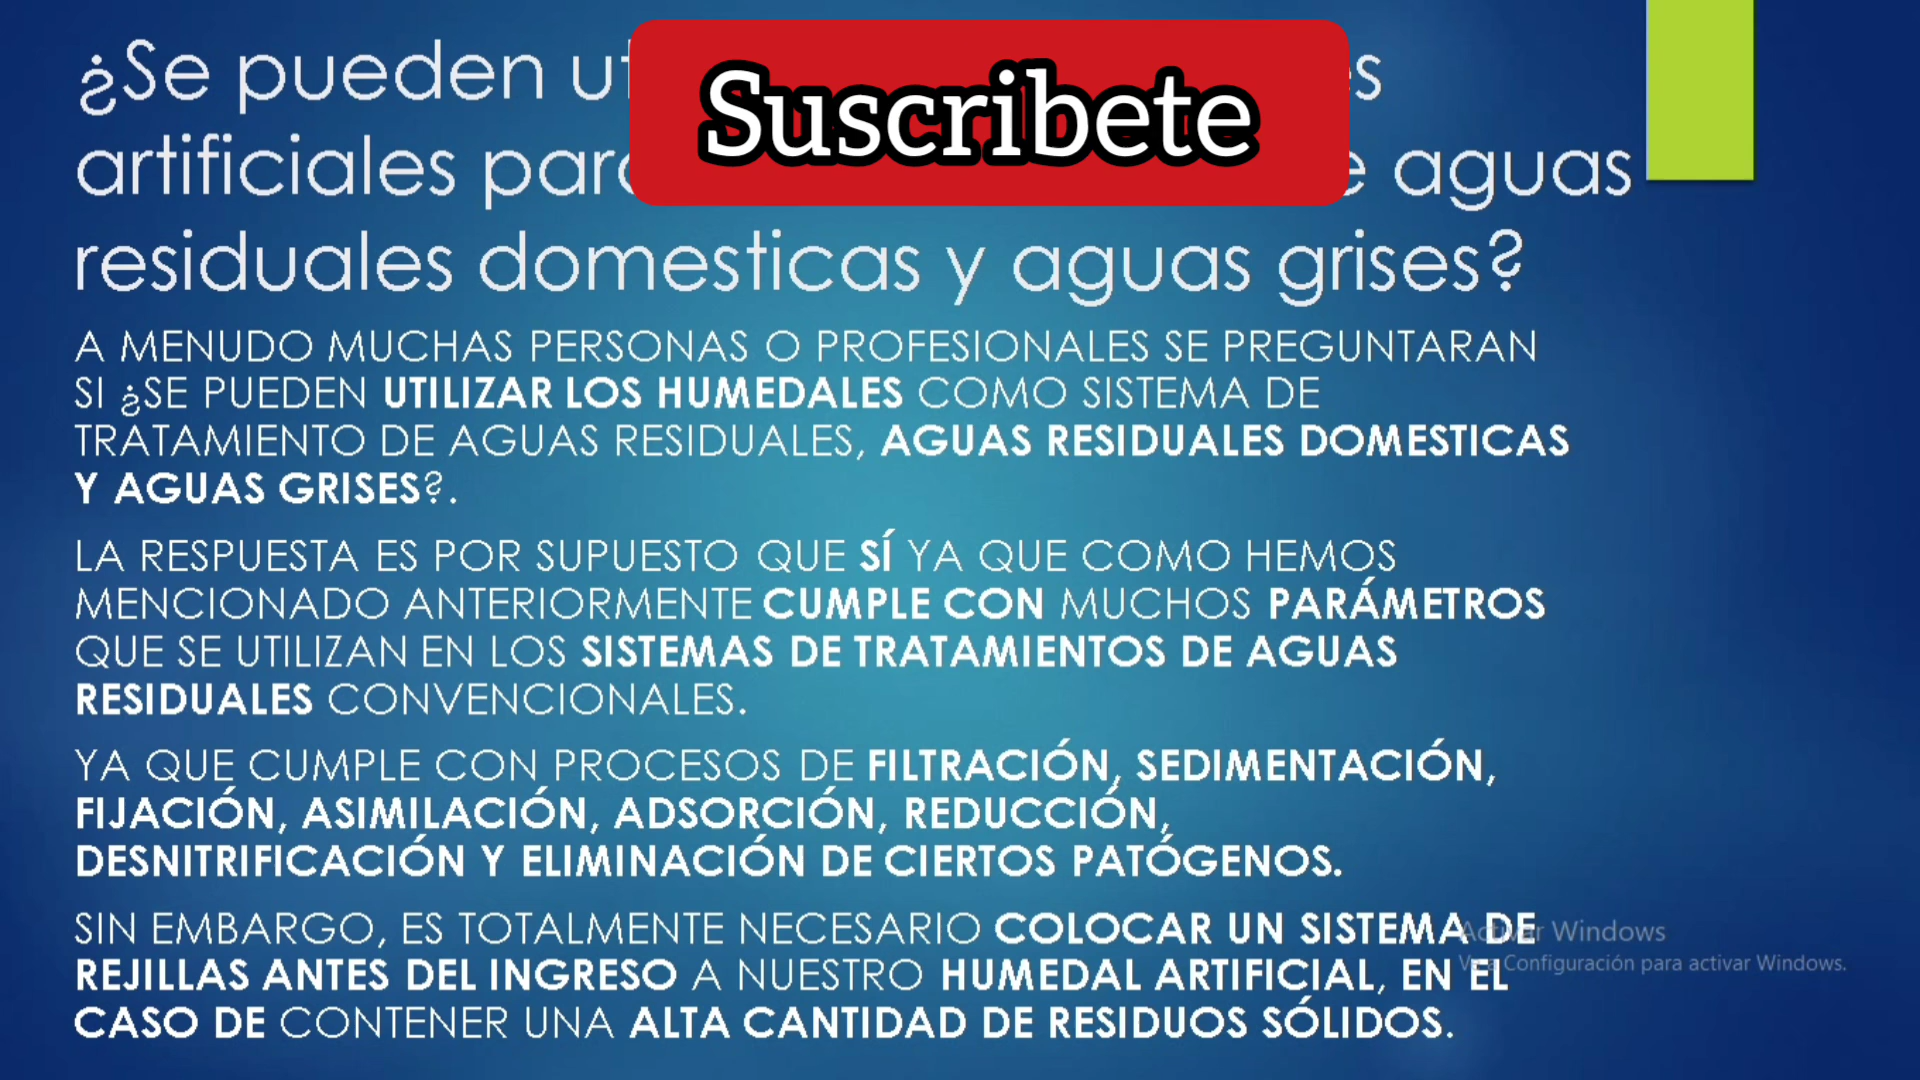 ¿Se pueden
Suscribete
artificiales aguas
residuales domesticas y aguas grises?
A MENUDO MUCHAS PERSONAS O PROFESIONALES SE PREGUNTARAN
SI ¿SE PUEDEN UTILIZAR LOS HUMEDALES COMO SISTEMA DE
TRATAMIENTO DE AGUAS RESIDUALES, AGUAS RESIDUALES DOMESTICAS
Y AGUAS GRISES?.
LA RESPUESTA ES POR SUPUESTO QUE SÍ YA QUE COMO HEMOS
MENCIONADO ANTERIORMENTE CUMPLE CON MUCHOS PARÁMETROS
QUE SE UTILIZAN EN LOS SISTEMAS DE TRATAMIENTOS DE AGUAS
RESIDUALES CONVENCIONALES.
YA QUE CUMPLE CON PROCESOS DE FILTRACIÓN, SEDIMENTACIÓN,
FIJACIÓN, ASIMILACIÓN, ADSORCIÓN, REDUCCIÓN,
DESNITRIFICACIÓN Y ELIMINACIÓN DE CIERTOS PATÓGENOS.
SIN EMBARGO, ES TOTALMENTE NECESARIO COLOCAR UN SISTEMA DE
REJILLAS ANTES DEL INGRESO A NUESTRO HUMEDAL ARTIFICIAL, EN EL
CASO DE CONTENER UNA ALTA CANTIDAD DE RESIDUOS SÓLIDOS.
Activar Windows
Ve a Configuración para activar Windows.